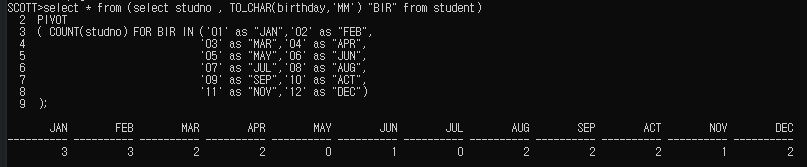 SCOTT>select * from (select studno , TO_CHAR(birthday,'MM') "BIR" from student)
2 PIVOT
3 ( COUNT(studno) FOR BIR IN ('01' as "JAN",'02' as "FEB",
4 '03' as "MAR",'04' as "APR",
5 '05' as "MAY",'06' as "JUN",
6 '07' as "JUL",'08' as "AUG",
7 '09' as "SEP",'10' as "ACT",
8 '11' as "NOV",'12' as "DEC")
9 );
JAN FEB MAR APR MAY JUN JUL AUG SEP ACT NOV DEC
---------- ---------- ---------- ---------- ---------- ---------- ---------- ---------- ---------- ---------- ---------- ----------
3 3 2 2 0 1 0 2 2 2 1 2